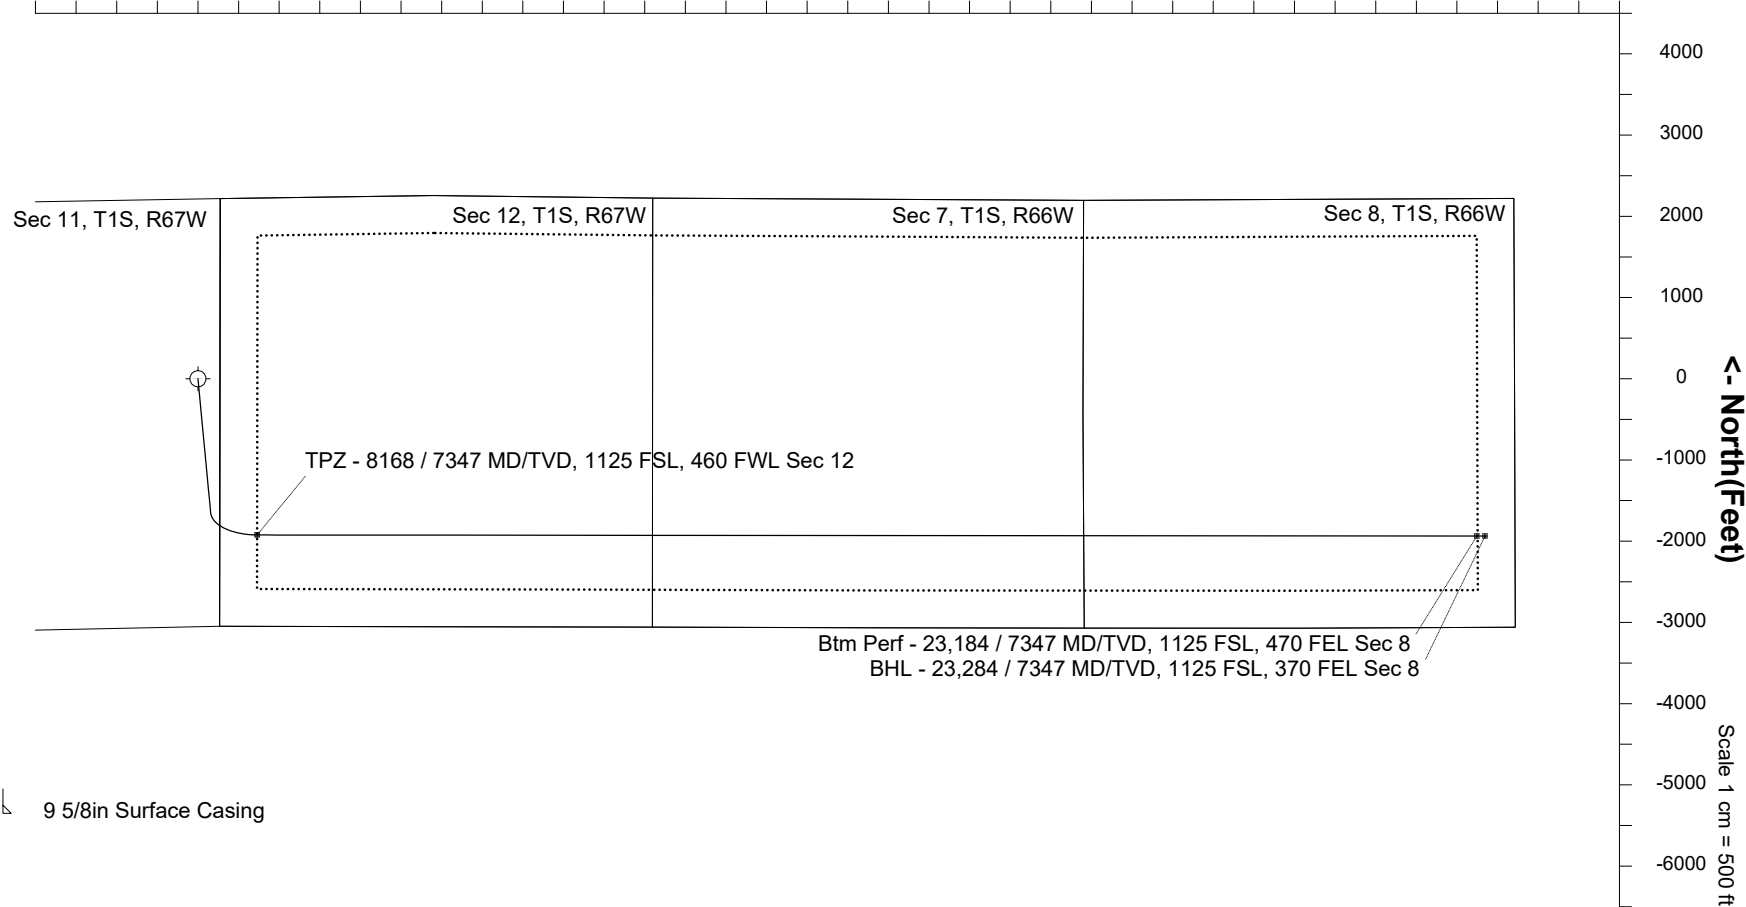 4000
3000
Sec 11, T1S, R67W
Sec 12, T1S, R67W
Sec 7, T1S, R66W
Sec 8, T1S, R66W
2000
1000
0
<- North(Feet)
TPZ - 8168 / 7347 MD/TVD, 1125 FSL, 460 FWL Sec 12
-1000
-2000
-3000
Btm Perf - 23,184 / 7347 MD/TVD, 1125 FSL, 470 FEL Sec 8
BHL - 23,284 / 7347 MD/TVD, 1125 FSL, 370 FEL Sec 8
-4000
-5000
9 5/8in Surface Casing
-6000
Scale 1 cm = 500 ft